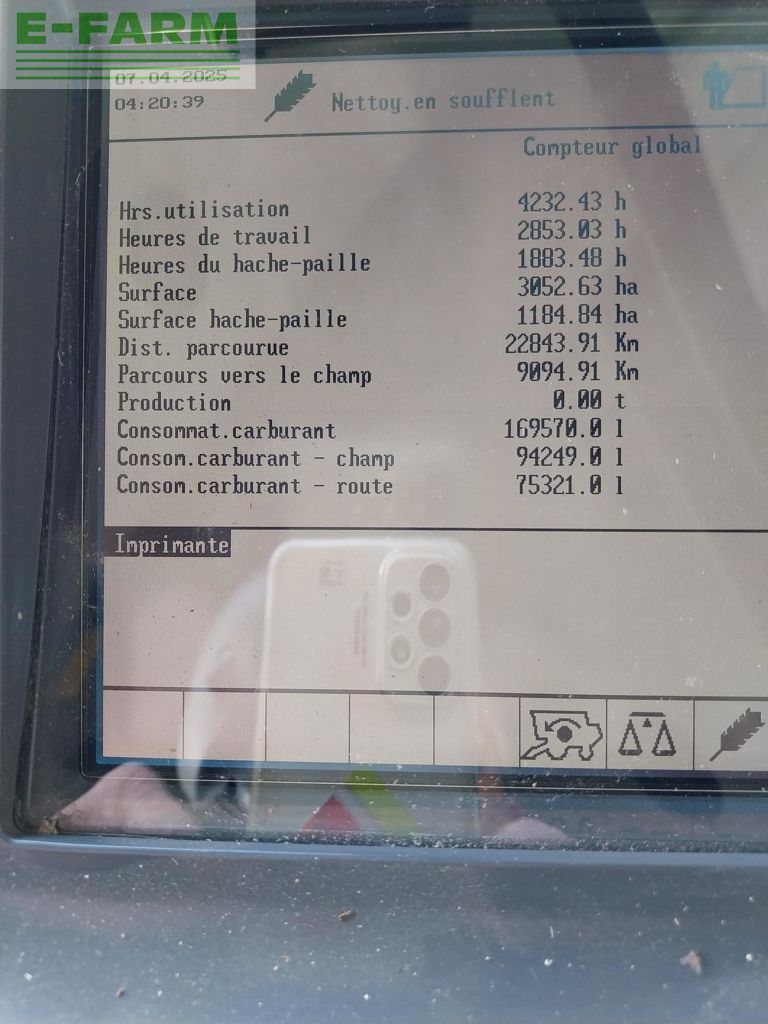 E-FARM
07.04.2025
04:20:39
Nettoy.en soufflent
Compteur global
Hrs.utilisation 4232.43 h
Heures de travail 2853.03 h
Heures du hache-paille 1883.48 h
Surface 3052.63 ha
Surface hache-paille 1184.84 ha
Dist. parcourue 22843.91 Km
Parcours vers le champ 9094.91 Km
Production 0.00 t
Consommat.carburant 169570.0 l
Consom.carburant - champ 94249.0 l
Consom.carburant - route 75321.0 l
Imprimante